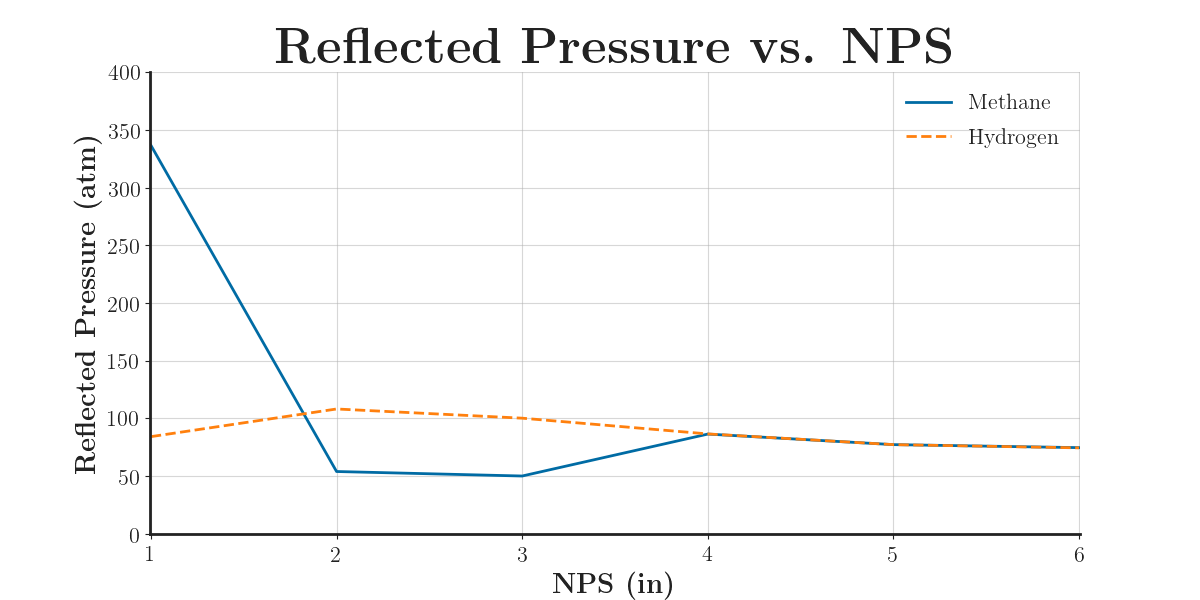 Reflected Pressure vs. NPS
Reflected Pressure (atm)
400
350
300
250
200
150
100
50
0
Methane
Hydrogen
1 2 3 4 5 6
NPS (in)